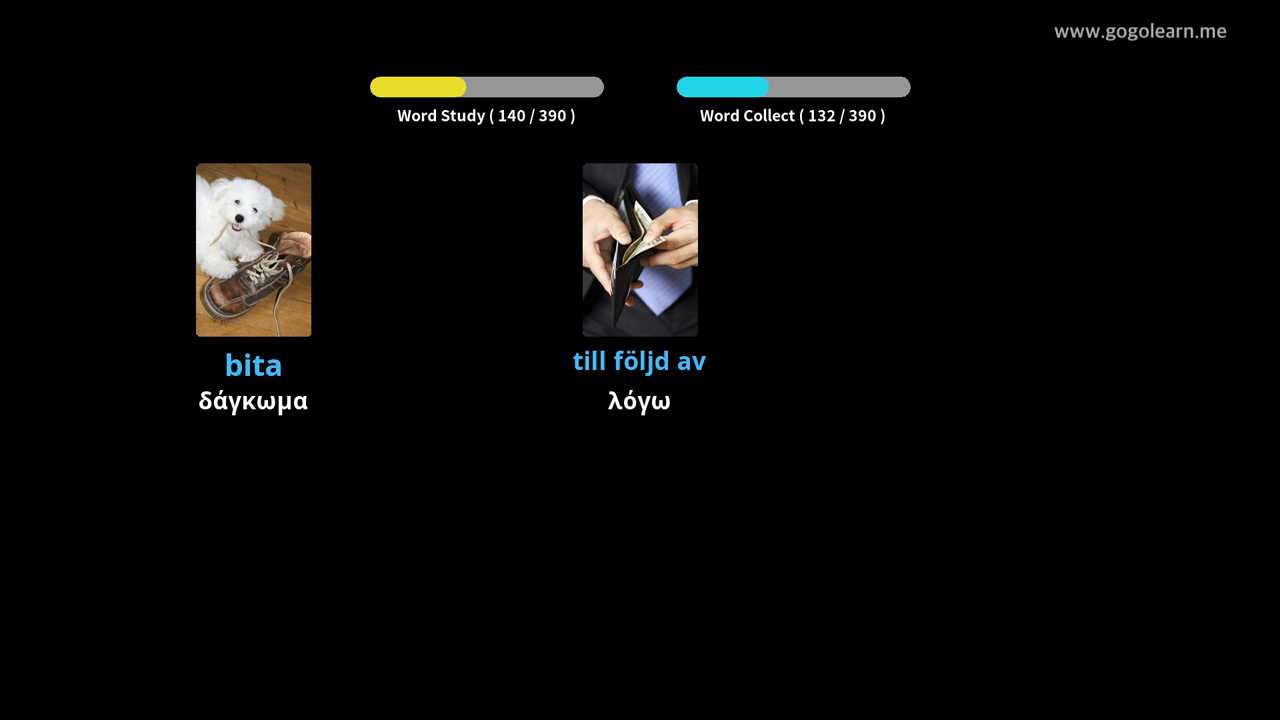 www.gogolearn.me
Word Study ( 140 / 390 )
Word Collect ( 132 / 390 )
bita
δάγκωμα
till följd av
λόγω